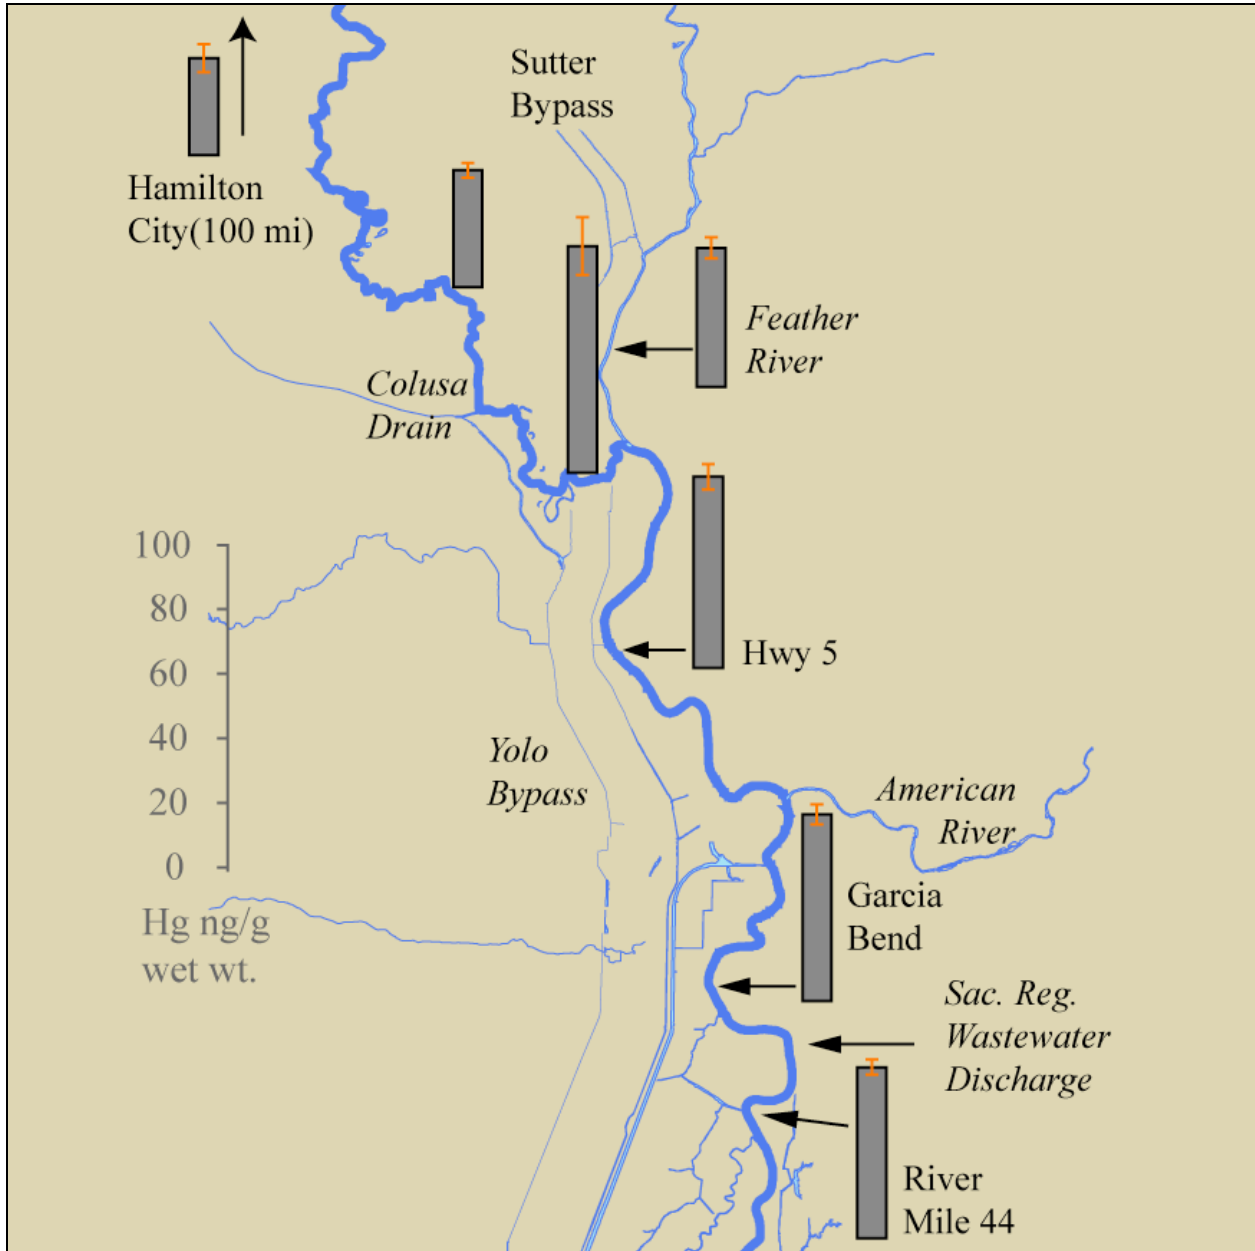 Sutter
Bypass
Hamilton
City(100 mi)
Feather
River
Colusa
Drain
100
80
60
40
20
0
Hg ng/g
wet wt.
Hwy 5
Yolo
Bypass
American
River
Garcia
Bend
Sac. Reg.
Wastewater
Discharge
River
Mile 44